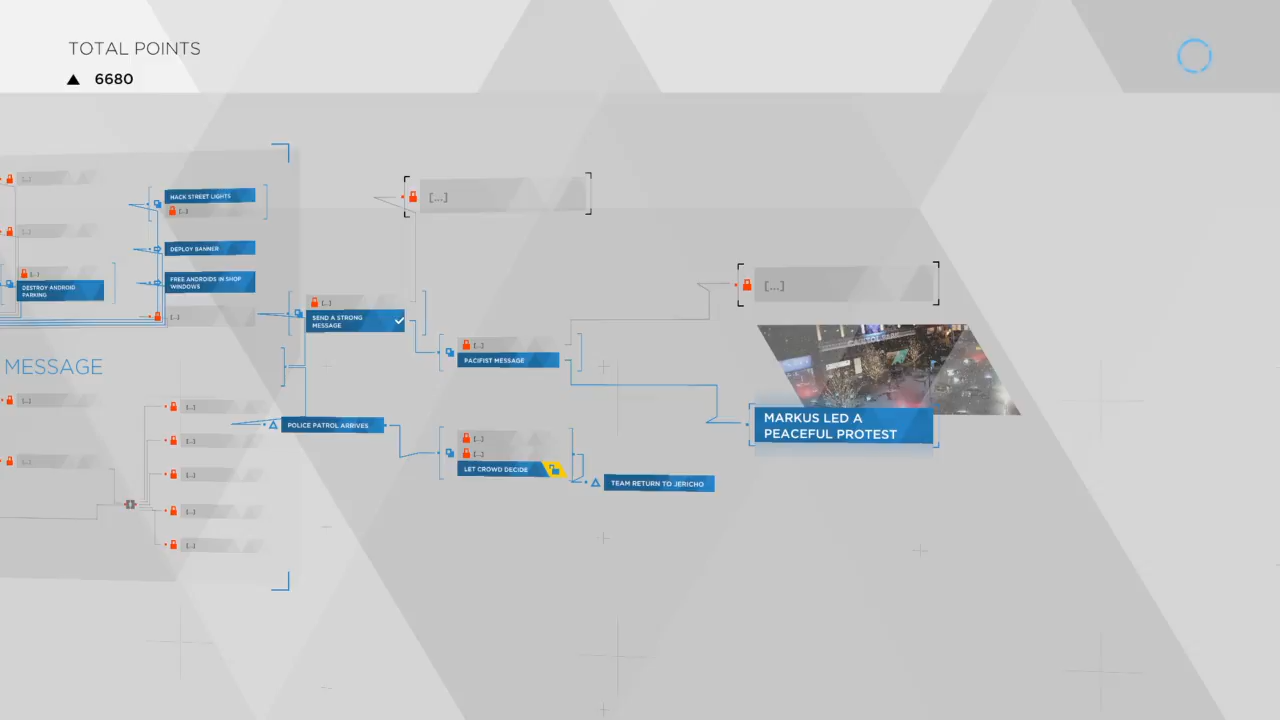 TOTAL POINTS
6680
[...]
HACK STREET LIGHTS
[...]
[...]
[...]
DEPLOY BANNER
[...]
[...]
DESTROY ANDROID
PARKING
FREE ANDROIDS IN SHOP
WINDOWS
[...]
[...]
SEND A STRONG
MESSAGE
[...]
PACIFIST MESSAGE
MESSAGE
[...]
[...]
POLICE PATROL ARRIVES
MARKUS LED A
PEACEFUL PROTEST
[...]
[...]
[...]
[...]
LET CROWD DECIDE
[...]
TEAM RETURN TO JERICHO
[...]
[...]